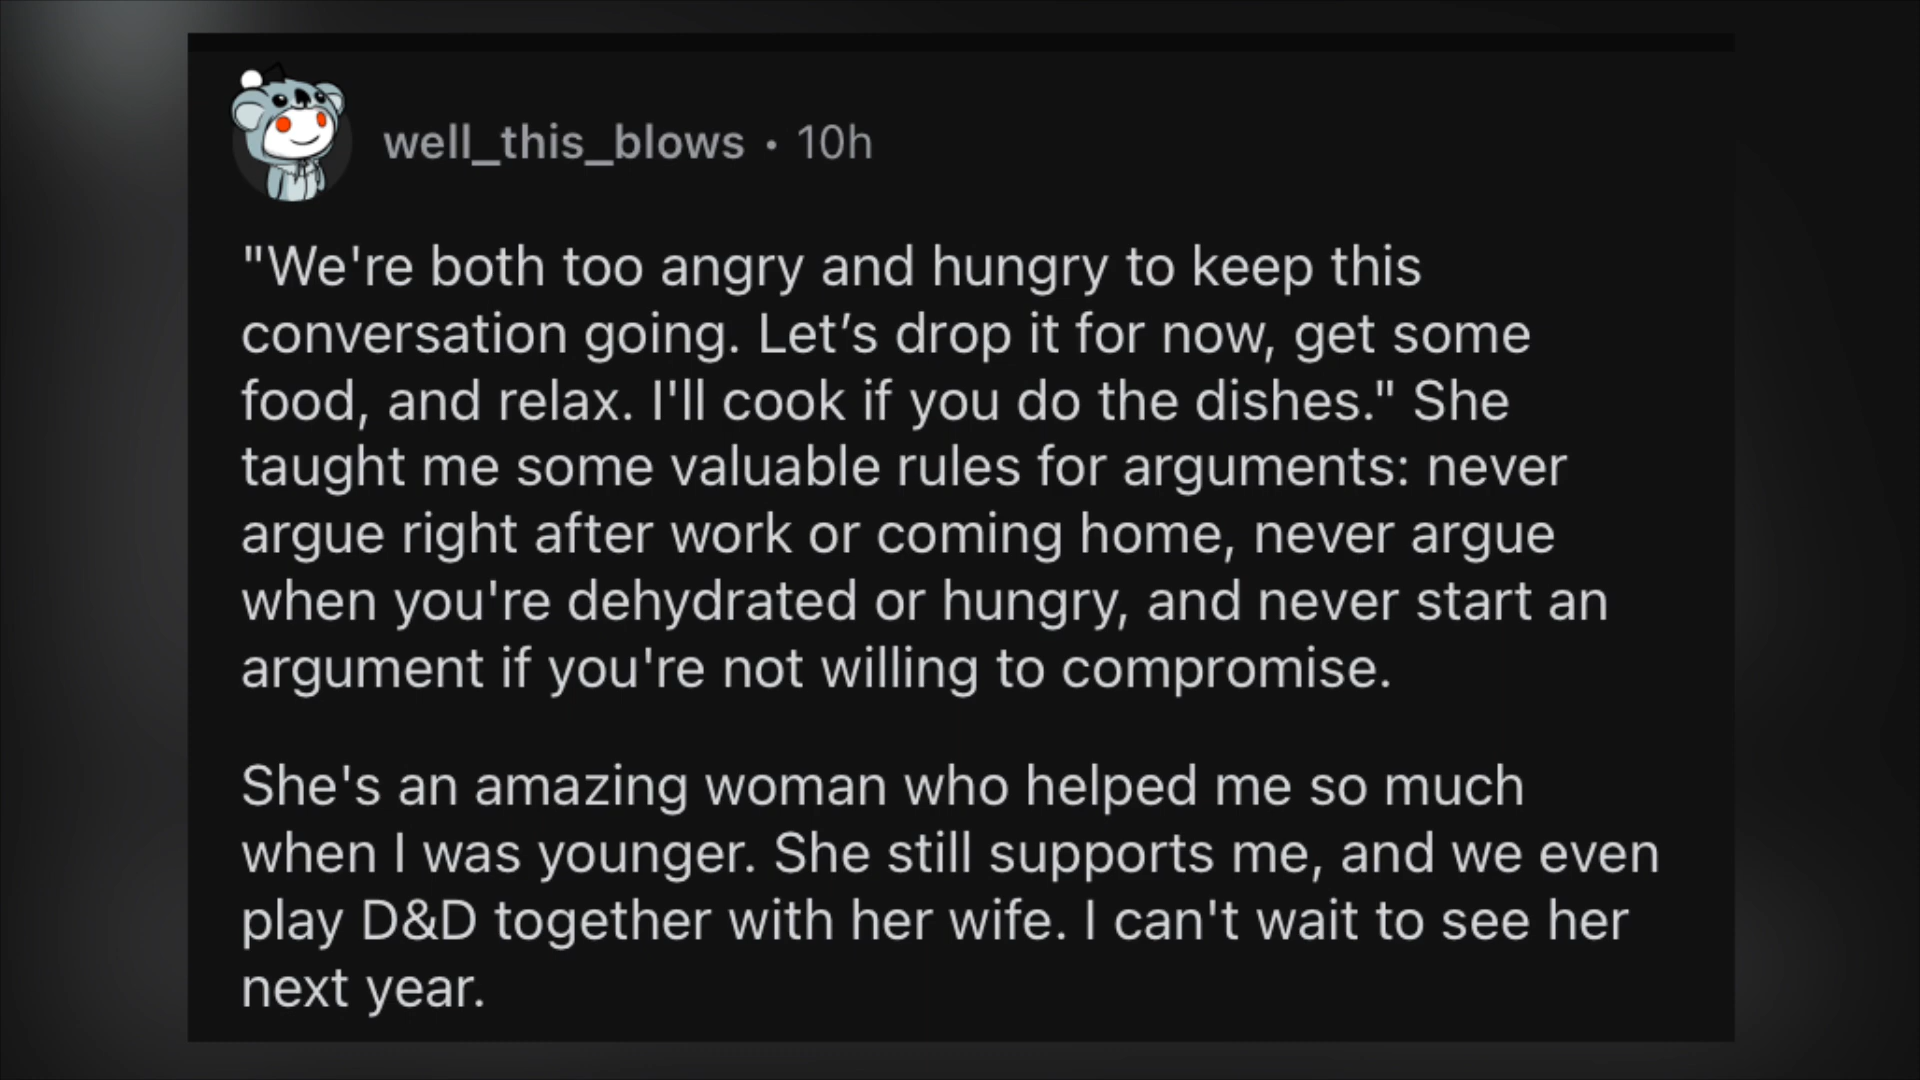 well_this_blows • 10h
"We're both too angry and hungry to keep this
conversation going. Let’s drop it for now, get some
food, and relax. I'll cook if you do the dishes." She
taught me some valuable rules for arguments: never
argue right after work or coming home, never argue
when you're dehydrated or hungry, and never start an
argument if you're not willing to compromise.
She's an amazing woman who helped me so much
when I was younger. She still supports me, and we even
play D&D together with her wife. I can't wait to see her
next year.